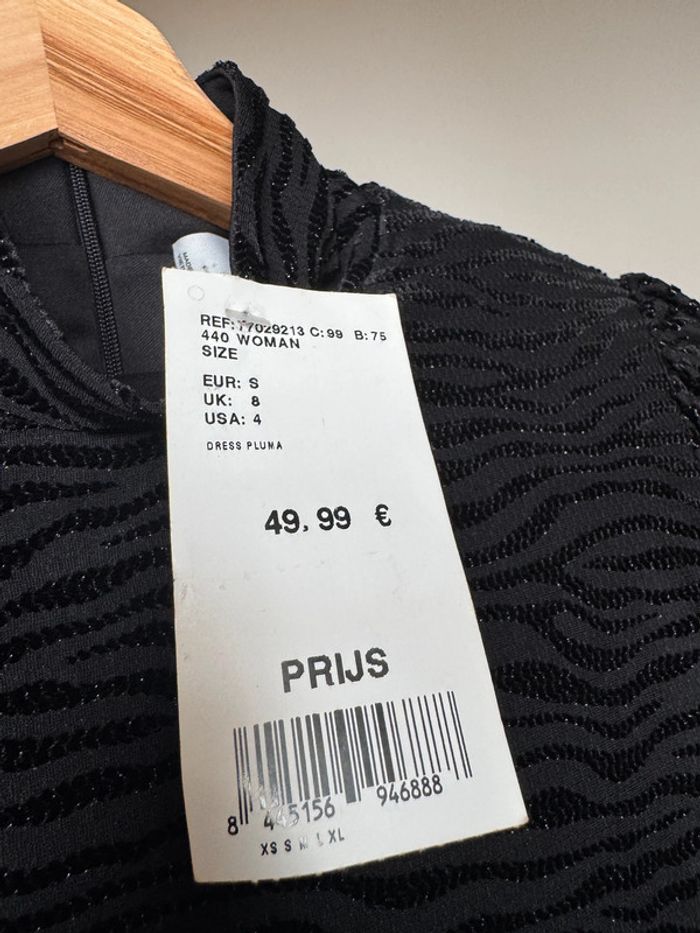 REF:77029213 C:99 B:75
440 WOMAN
SIZE
EUR: S
UK: 8
USA: 4
DRESS PLUMA
49,99 €
PRIJS
8 445156 946888
XS S M L XL